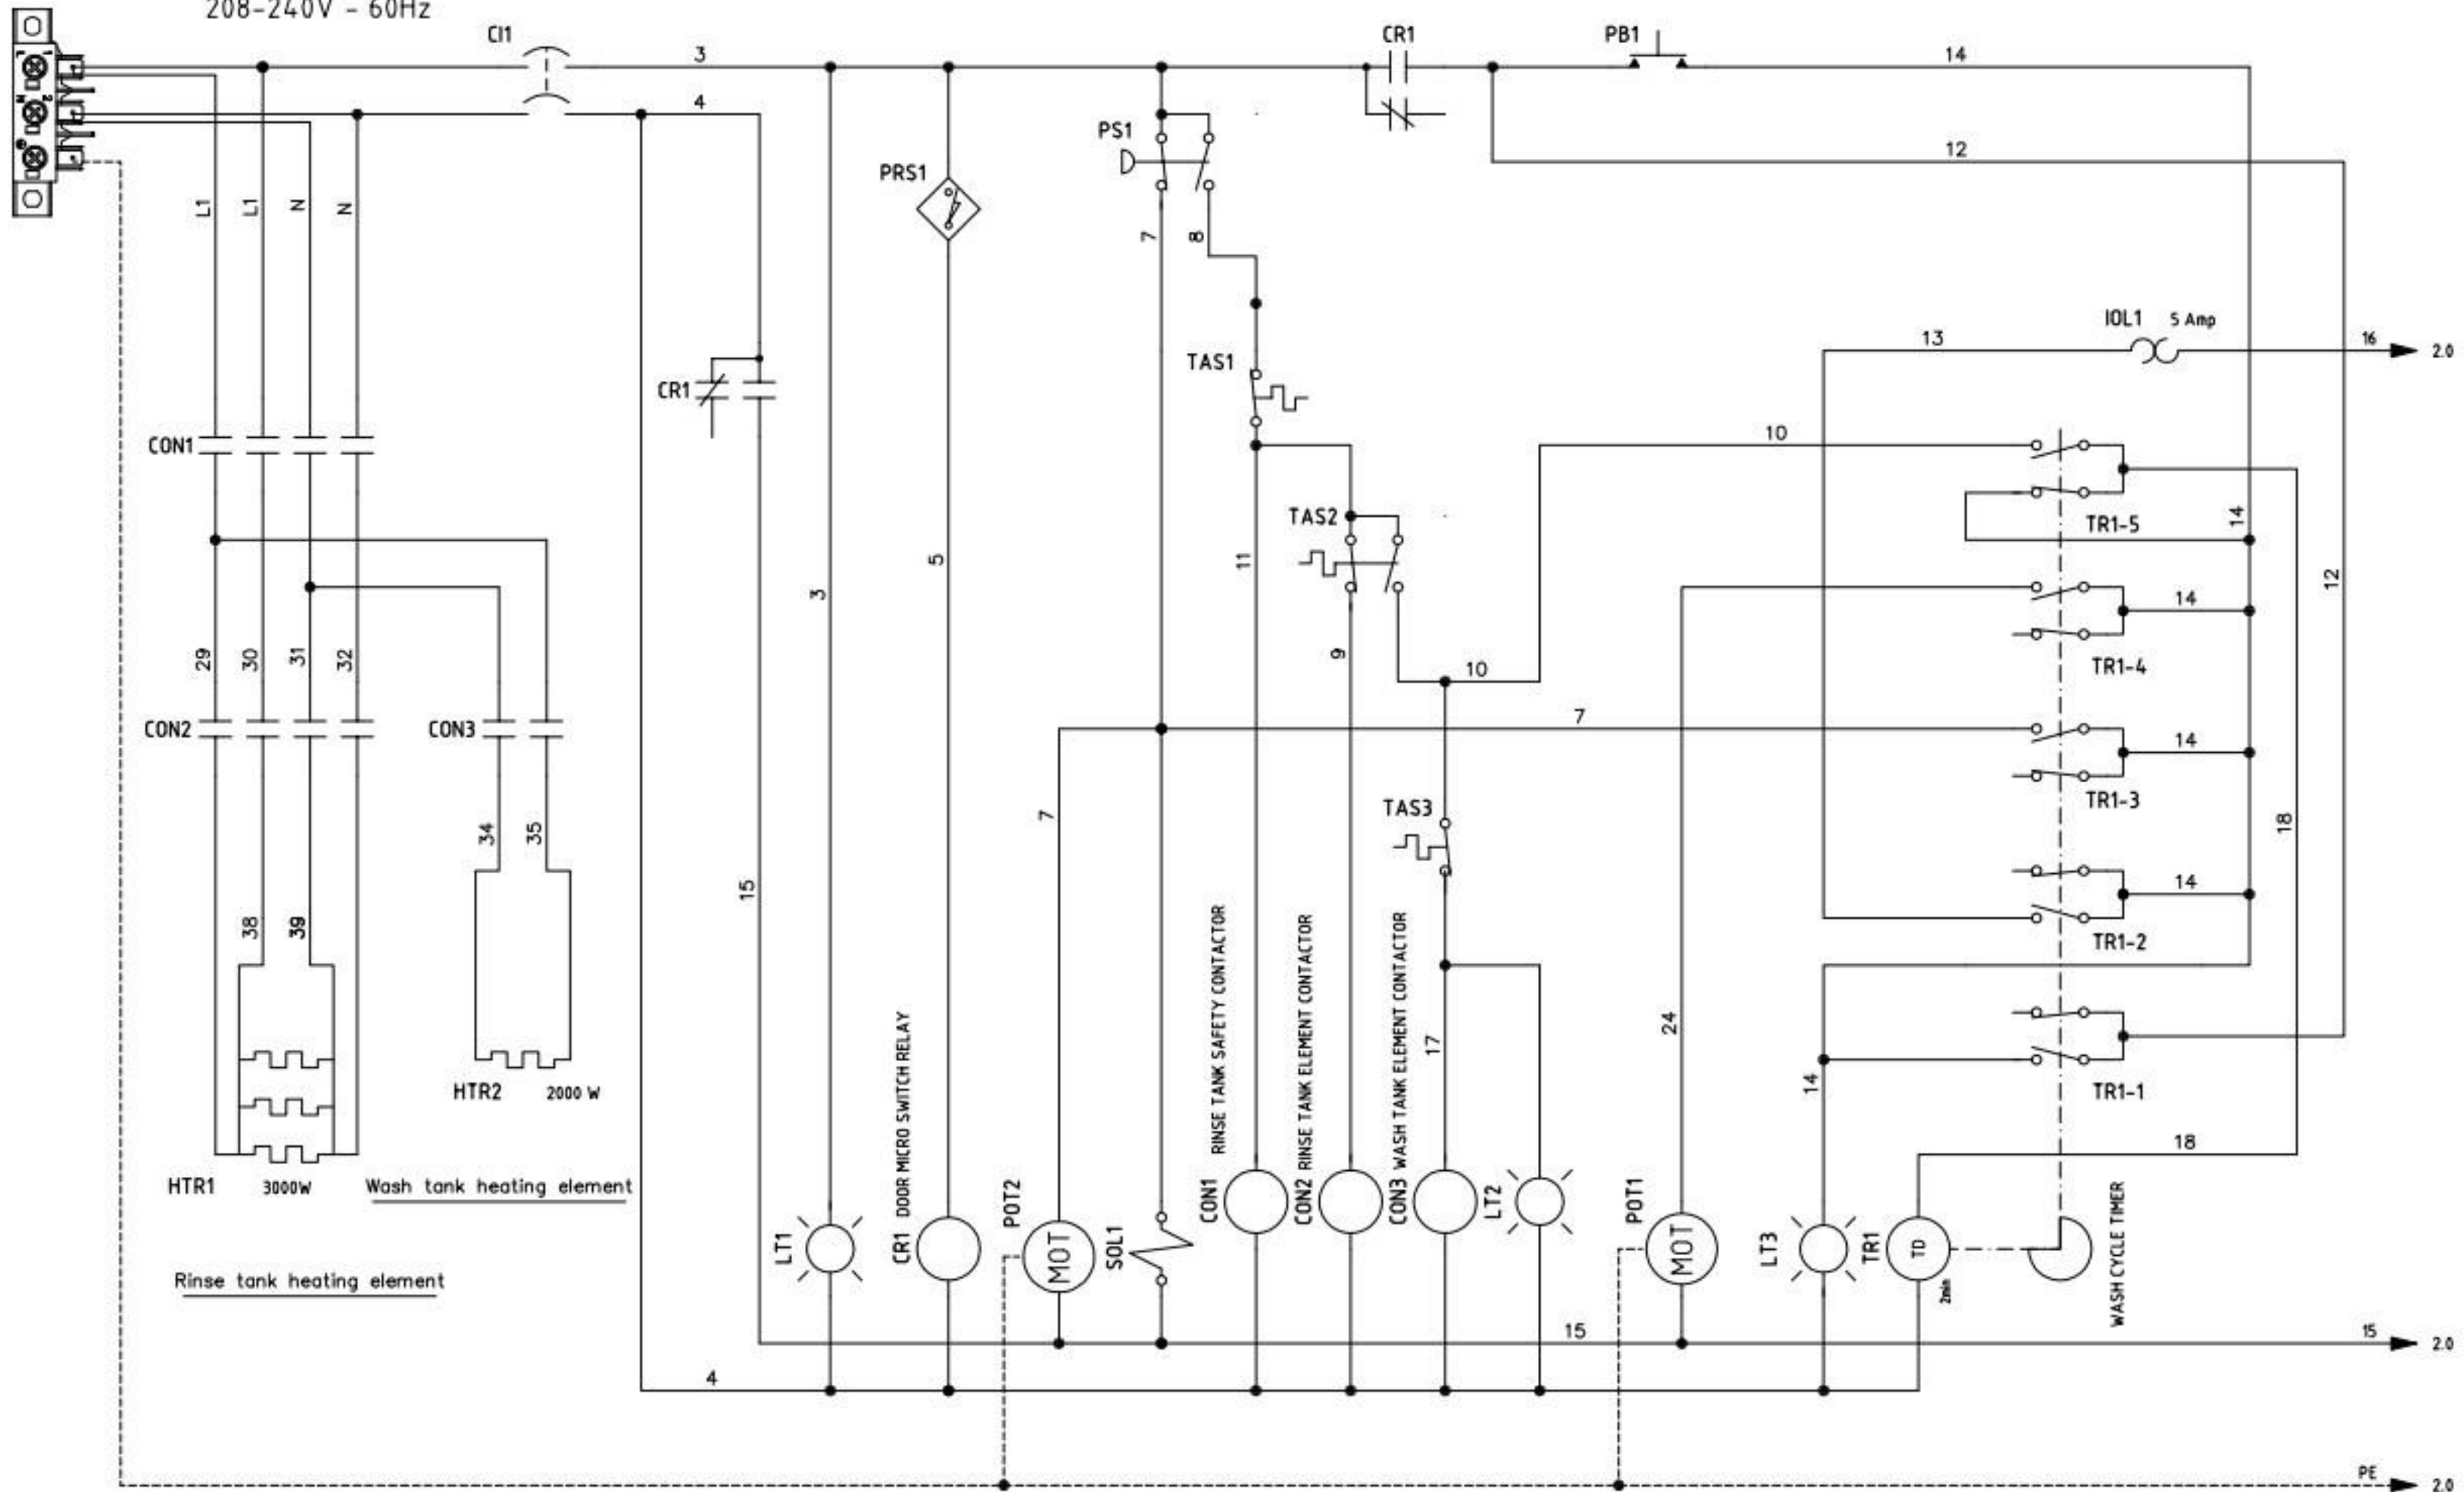 208-240V - 60Hz
CI1
3
CR1
PB1
14
L
1
4
N
2
PS1
12
PRS1
L1
L1
N
N
7
8
IOL1
5 Amp
13
16
2.0
TAS1
CR1
CON1
10
TAS2
TR1-5
14
11
5
3
12
14
9
29
30
31
32
10
TR1-4
7
CON2
CON3
14
TR1-3
TAS3
7
34
35
18
15
14
38
39
TR1-2
17
24
14
TR1-1
HTR2
2000 W
18
HTR1
3000W
Wash tank heating element
RINSE TANK SAFETY CONTACTOR
RINSE TANK ELEMENT CONTACTOR
WASH TANK ELEMENT CONTACTOR
DOOR MICRO SWITCH RELAY
CON1
CON2
CON3
LT2
POT1
LT1
CR1
POT2
MOT
SOL1
MOT
LT3
TR1
TD
2min
WASH CYCLE TIMER
Rinse tank heating element
15
15
2.0
4
PE
2.0